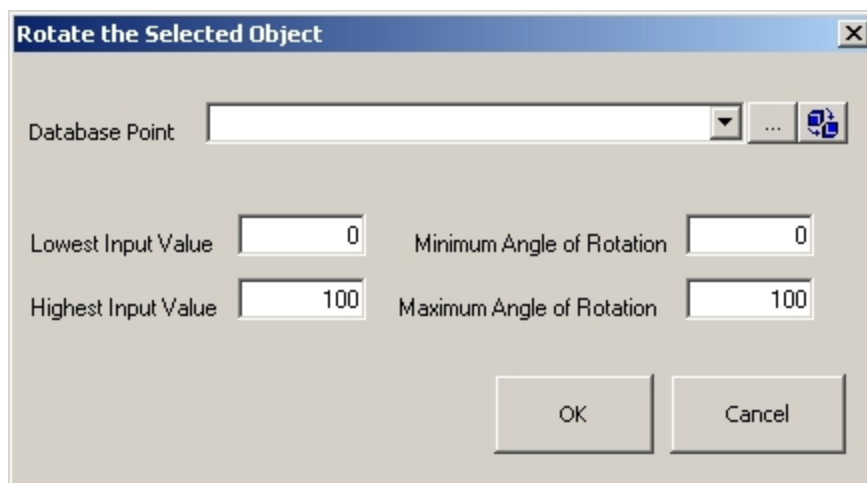 Rotate the Selected Object
Database Point ...
Lowest Input Value 0 Minimum Angle of Rotation 0
Highest Input Value 100 Maximum Angle of Rotation 100
OK Cancel